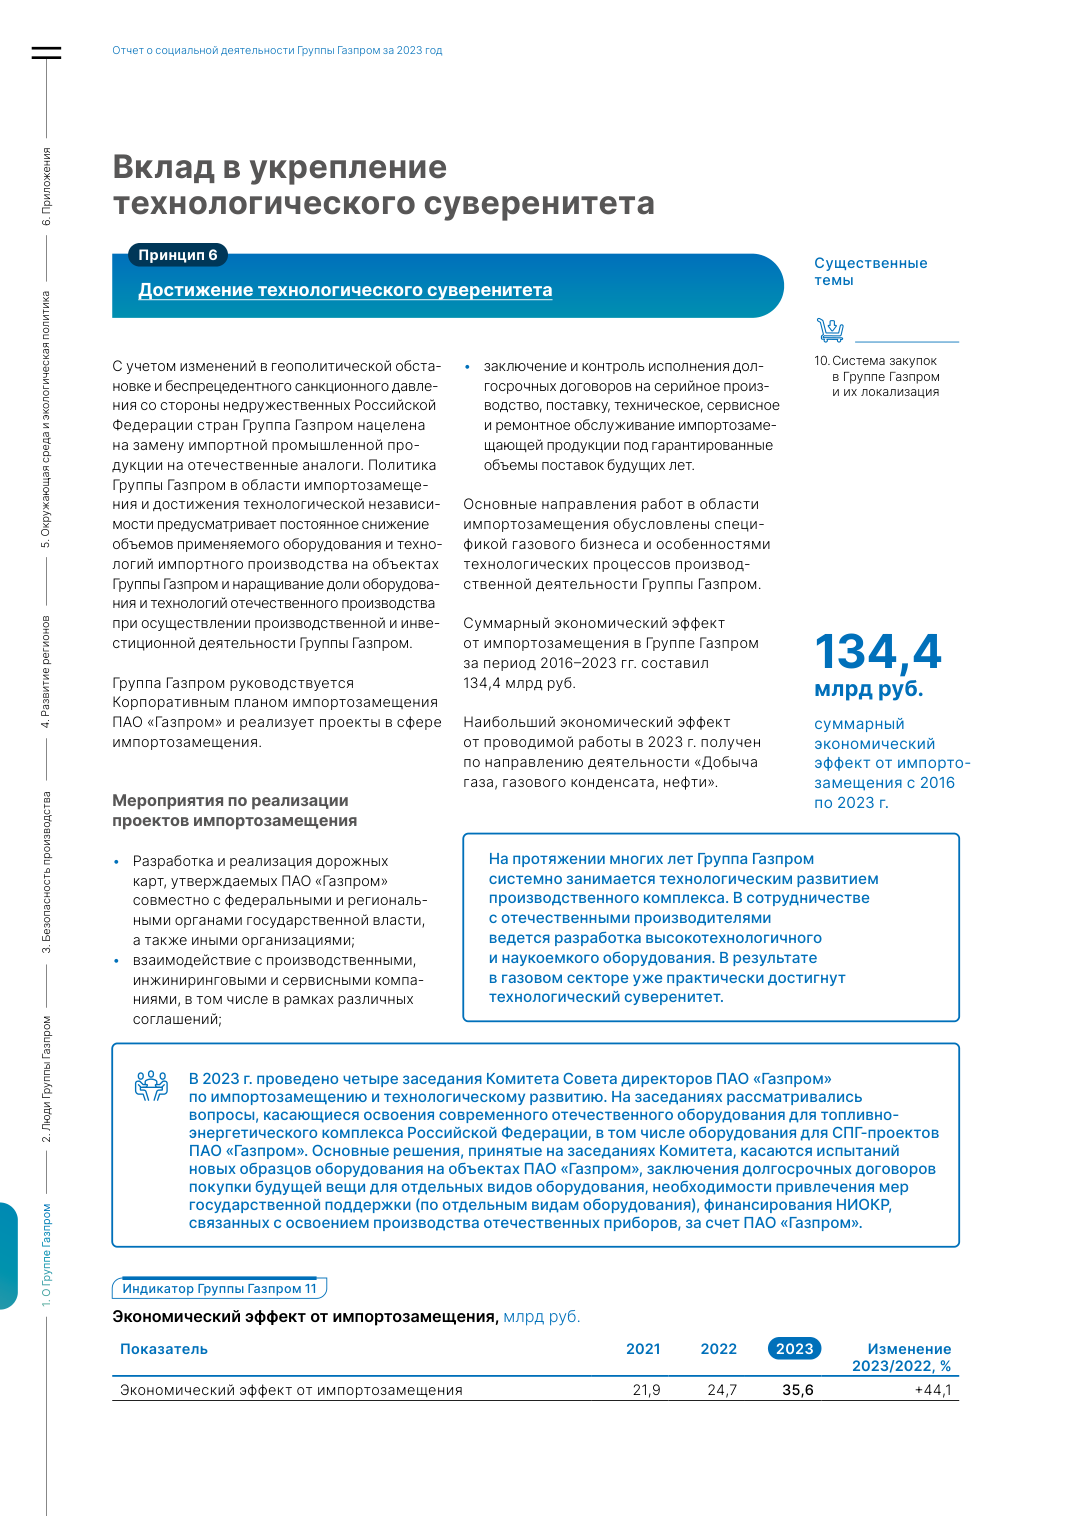 Отчет о социальной деятельности Группы Газпром за 2023 год
6. Приложения
5. Окружающая среда и экологическая политика
4. Развитие регионов
3. Безопасность производства
2. Люди Группы Газпром
1. О Группе Газпром
Вклад в укрепление
технологического суверенитета
Принцип 6
Достижение технологического суверенитета
Существенные
темы
10. Система закупок
в Группе Газпром
и их локализация
С учетом изменений в геополитической обста-
новке и беспрецедентного санкционного давле-
ния со стороны недружественных Российской
Федерации стран Группа Газпром нацелена
на замену импортной промышленной про-
дукции на отечественные аналоги. Политика
Группы Газпром в области импортозамеще-
ния и достижения технологической независи-
мости предусматривает постоянное снижение
объемов применяемого оборудования и техно-
логий импортного производства на объектах
Группы Газпром и наращивание доли оборудова-
ния и технологий отечественного производства
при осуществлении производственной и инве-
стиционной деятельности Группы Газпром.
Группа Газпром руководствуется
Корпоративным планом импортозамещения
ПАО «Газпром» и реализует проекты в сфере
импортозамещения.
Мероприятия по реализации
проектов импортозамещения
• Разработка и реализация дорожных
карт, утверждаемых ПАО «Газпром»
совместно с федеральными и региональ-
ными органами государственной власти,
а также иными организациями;
• взаимодействие с производственными,
инжиниринговыми и сервисными компа-
ниями, в том числе в рамках различных
соглашений;
• заключение и контроль исполнения дол-
госрочных договоров на серийное произ-
водство, поставку, техническое, сервисное
и ремонтное обслуживание импортозаме-
щающей продукции под гарантированные
объемы поставок будущих лет.
Основные направления работ в области
импортозамещения обусловлены специ-
фикой газового бизнеса и особенностями
технологических процессов производ-
ственной деятельности Группы Газпром.
Суммарный экономический эффект
от импортозамещения в Группе Газпром
за период 2016–2023 гг. составил
134,4 млрд руб.
Наибольший экономический эффект
от проводимой работы в 2023 г. получен
по направлению деятельности «Добыча
газа, газового конденсата, нефти».
134,4
млрд руб.
суммарный
экономический
эффект от импорто-
замещения с 2016
по 2023 г.
На протяжении многих лет Группа Газпром
системно занимается технологическим развитием
производственного комплекса. В сотрудничестве
с отечественными производителями
ведется разработка высокотехнологичного
и наукоемкого оборудования. В результате
в газовом секторе уже практически достигнут
технологический суверенитет.
В 2023 г. проведено четыре заседания Комитета Совета директоров ПАО «Газпром»
по импортозамещению и технологическому развитию. На заседаниях рассматривались
вопросы, касающиеся освоения современного отечественного оборудования для топливно-
энергетического комплекса Российской Федерации, в том числе оборудования для СПГ-проектов
ПАО «Газпром». Основные решения, принятые на заседаниях Комитета, касаются испытаний
новых образцов оборудования на объектах ПАО «Газпром», заключения долгосрочных договоров
покупки будущей вещи для отдельных видов оборудования, необходимости привлечения мер
государственной поддержки (по отдельным видам оборудования), финансирования НИОКР,
связанных с освоением производства отечественных приборов, за счет ПАО «Газпром».
Индикатор Группы Газпром 11
Экономический эффект от импортозамещения, млрд руб.
Показатель 2021 2022 2023 Изменение
2023/2022, %
Экономический эффект от импортозамещения 21,9 24,7 35,6 +44,1